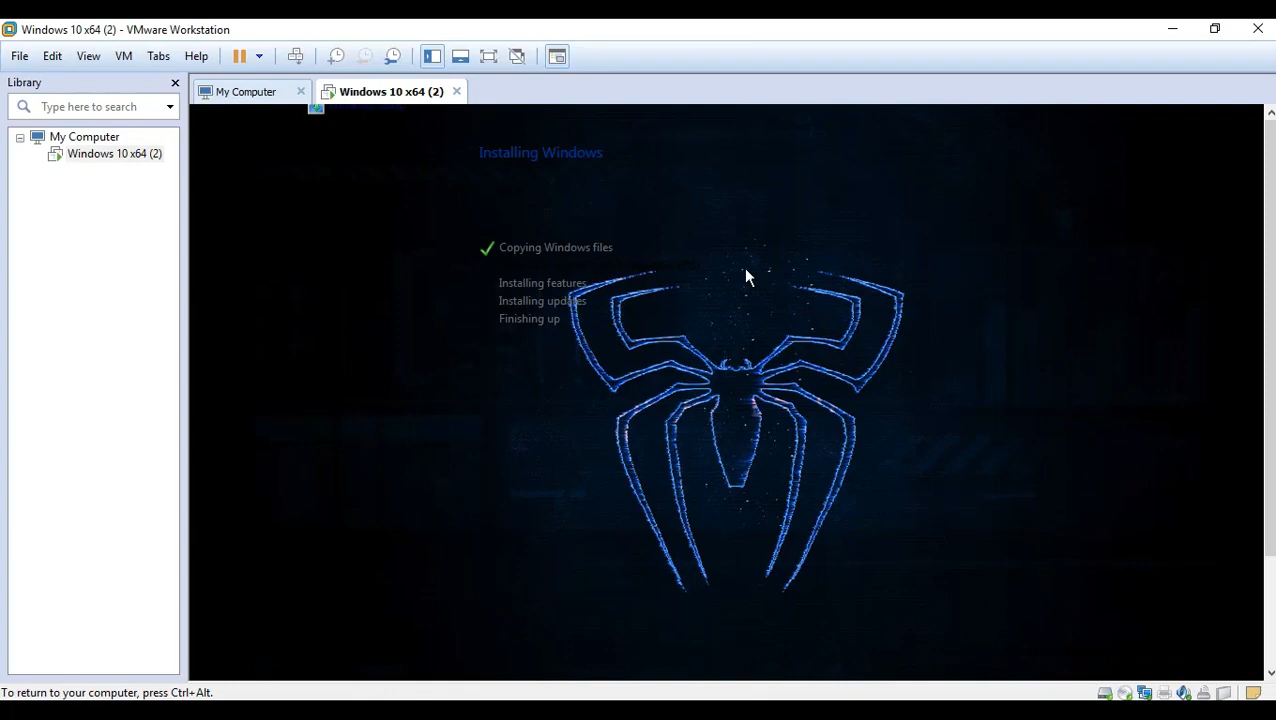 Windows 10 x64 (2) - VMware Workstation
File Edit View VM Tabs Help
Library
My Computer
Windows 10 x64 (2)
Type here to search
My Computer
Windows 10 x64 (2)
Installing Windows
Copying Windows files
Installing features
Installing updates
Finishing up
To return to your computer, press Ctrl+Alt.